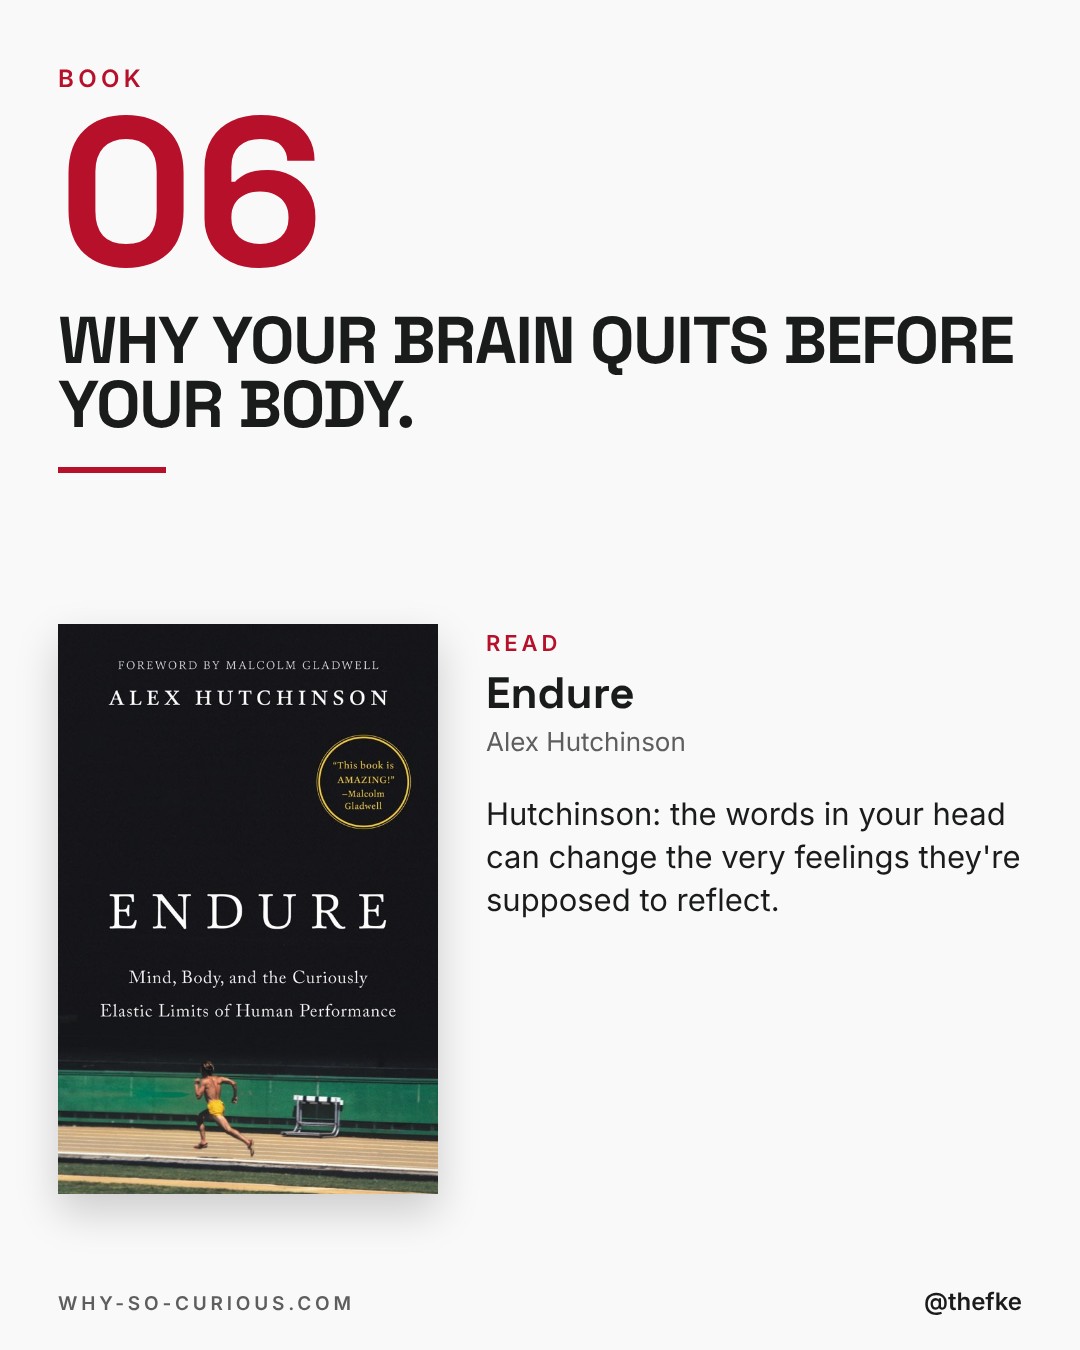 BOOK
06
WHY YOUR BRAIN QUITS BEFORE
YOUR BODY.
FOREWORD BY MALCOLM GLADWELL
ALEX HUTCHINSON
"This book is
AMAZING!"
–Malcolm
Gladwell
ENDURE
Mind, Body, and the Curiously
Elastic Limits of Human Performance
READ
Endure
Alex Hutchinson
Hutchinson: the words in your head
can change the very feelings they're
supposed to reflect.
WHY-SO-CURIOUS.COM
@thefke